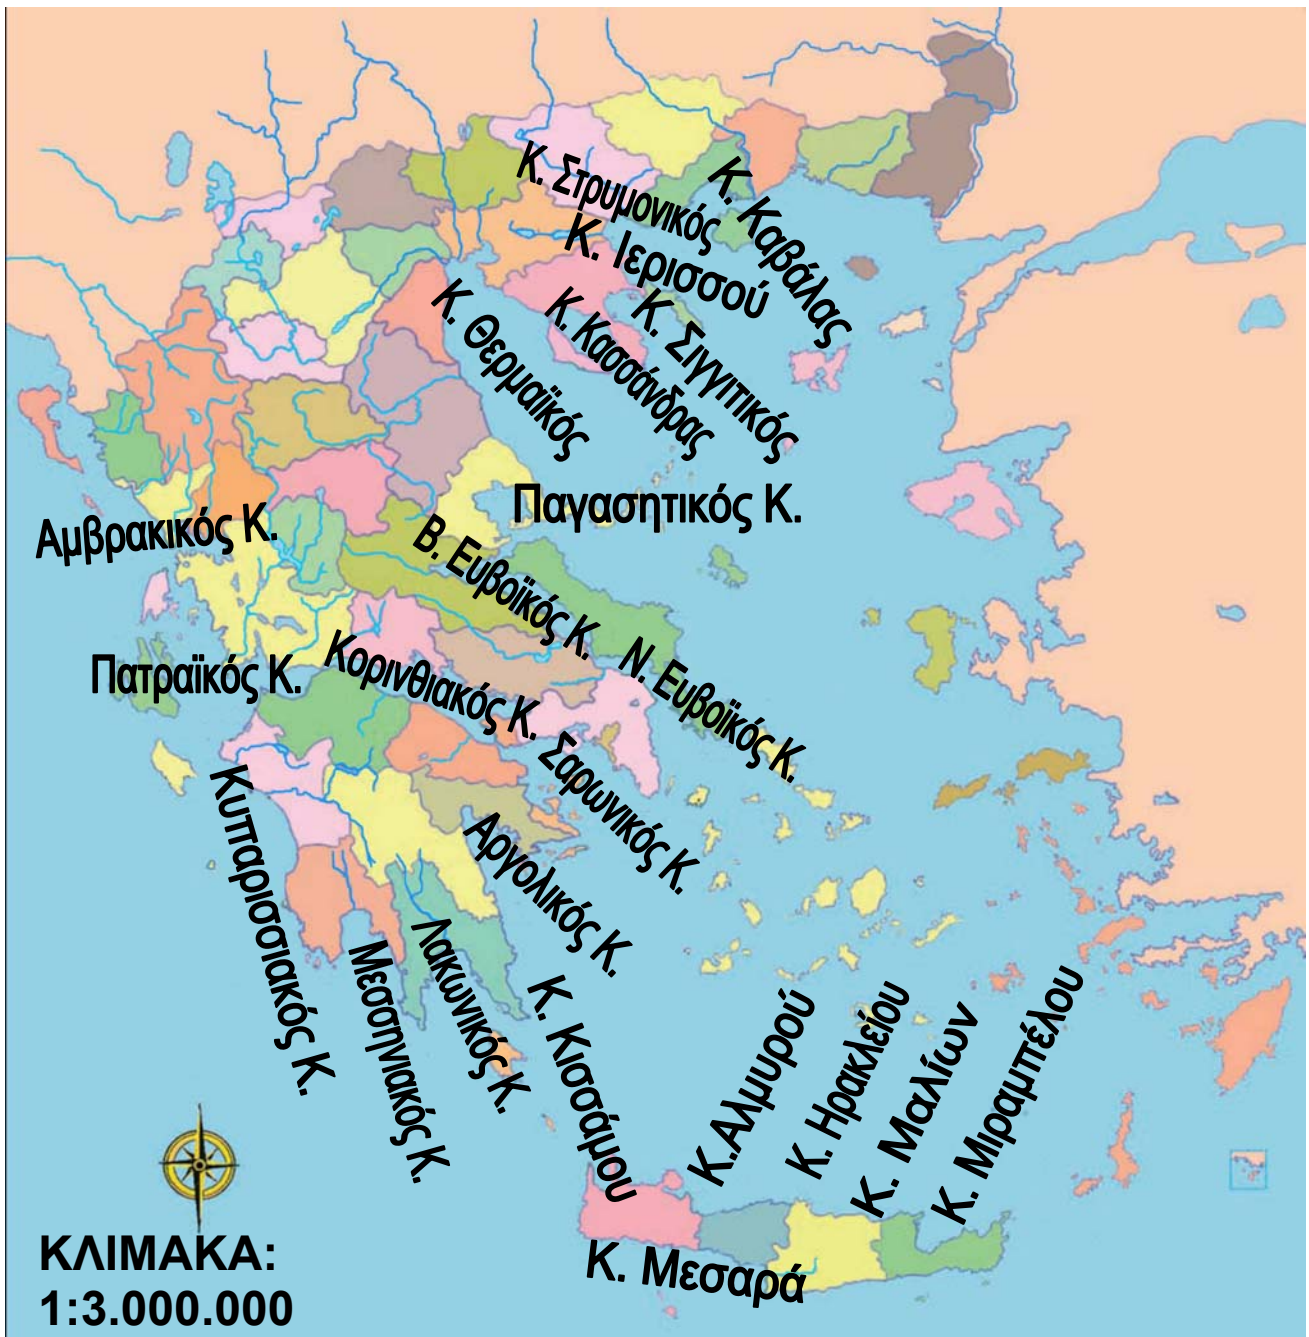 Κ. Στρυμονικός
Κ. Καβάλας
Κ. Ιερισσού
Κ. Σιγγιτικός
Κ. Κασσάνδρας
Κ. Θερμαϊκός
Παγασητικός Κ.
Αμβρακικός Κ.
Β. Ευβοϊκός Κ.
Ν. Ευβοϊκός Κ.
Πατραϊκός Κ.
Κορινθιακός Κ.
Σαρωνικός Κ.
Κυπαρισσιακός Κ.
Αργολικός Κ.
Μεσσηνιακός Κ.
Λακωνικός Κ.
Κ. Κισσάμου
Κ.Αλμυρού
Κ. Ηρακλείου
Κ. Μαλίων
Κ. Μιραμπέλου
Κ. Μεσαρά
ΚΛΙΜΑΚΑ:
1:3.000.000